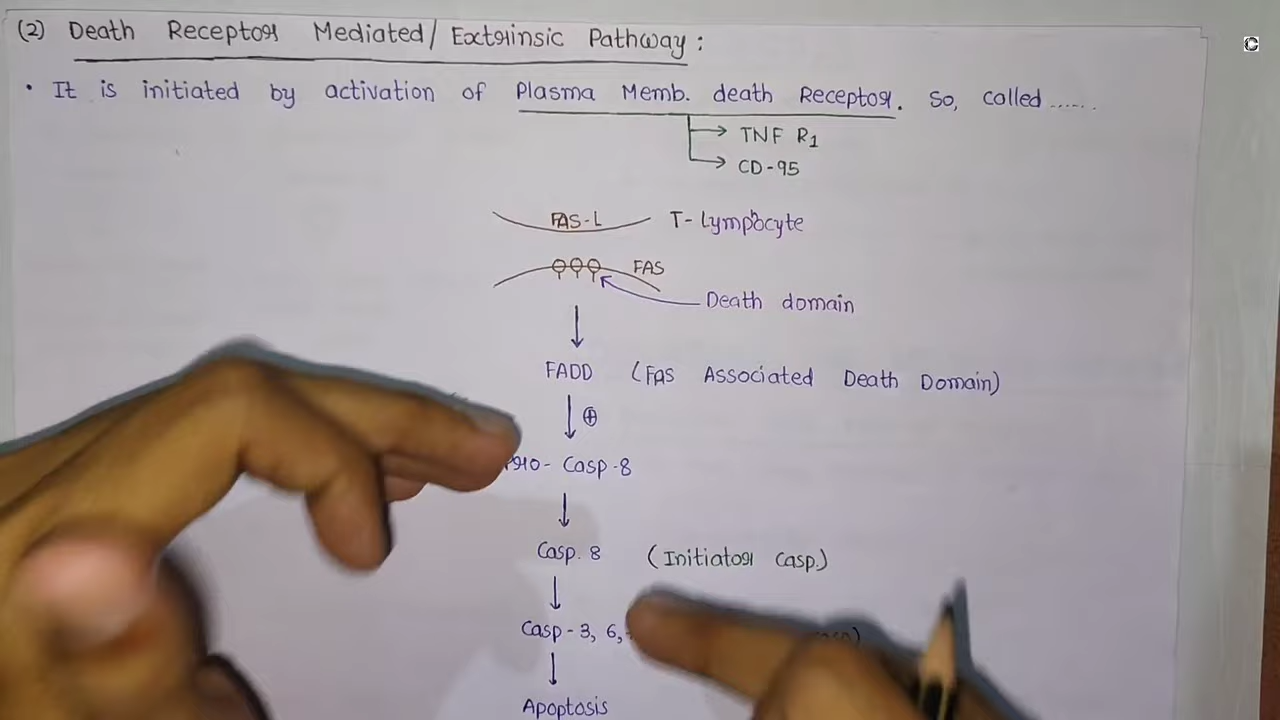 (2) Death Receptor Mediated/ Extrinsic Pathway:
• It is initiated by activation of Plasma Memb. death Receptor. So, called......
→ TNF R1
→ CD-95
FAS-L T-Lymphocyte
FAS
Death domain
↓
FADD (FAS Associated Death Domain)
↓ ⊕
Pro- Casp-8
↓
Casp. 8 (Initiator Casp.)
↓
Casp-3, 6,
↓
Apoptosis